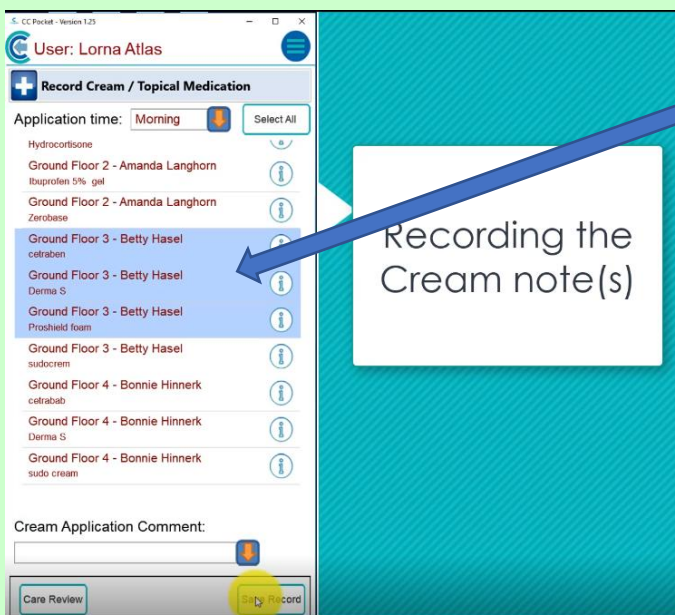 CC Pocket - Version 1.25
User: Lorna Atlas
Record Cream / Topical Medication
Application time: Morning Select All
Hydrocortisone
Ground Floor 2 - Amanda Langhorn
Ibuprofen 5% gel
Ground Floor 2 - Amanda Langhorn
Zerobase
Ground Floor 3 - Betty Hasel
cetraben
Ground Floor 3 - Betty Hasel
Derma S
Ground Floor 3 - Betty Hasel
Proshield foam
Ground Floor 3 - Betty Hasel
sudocrem
Ground Floor 4 - Bonnie Hinnerk
cetrabab
Ground Floor 4 - Bonnie Hinnerk
Derma S
Ground Floor 4 - Bonnie Hinnerk
sudo cream
Cream Application Comment:
Care Review Save Record
Recording the
Cream note(s)